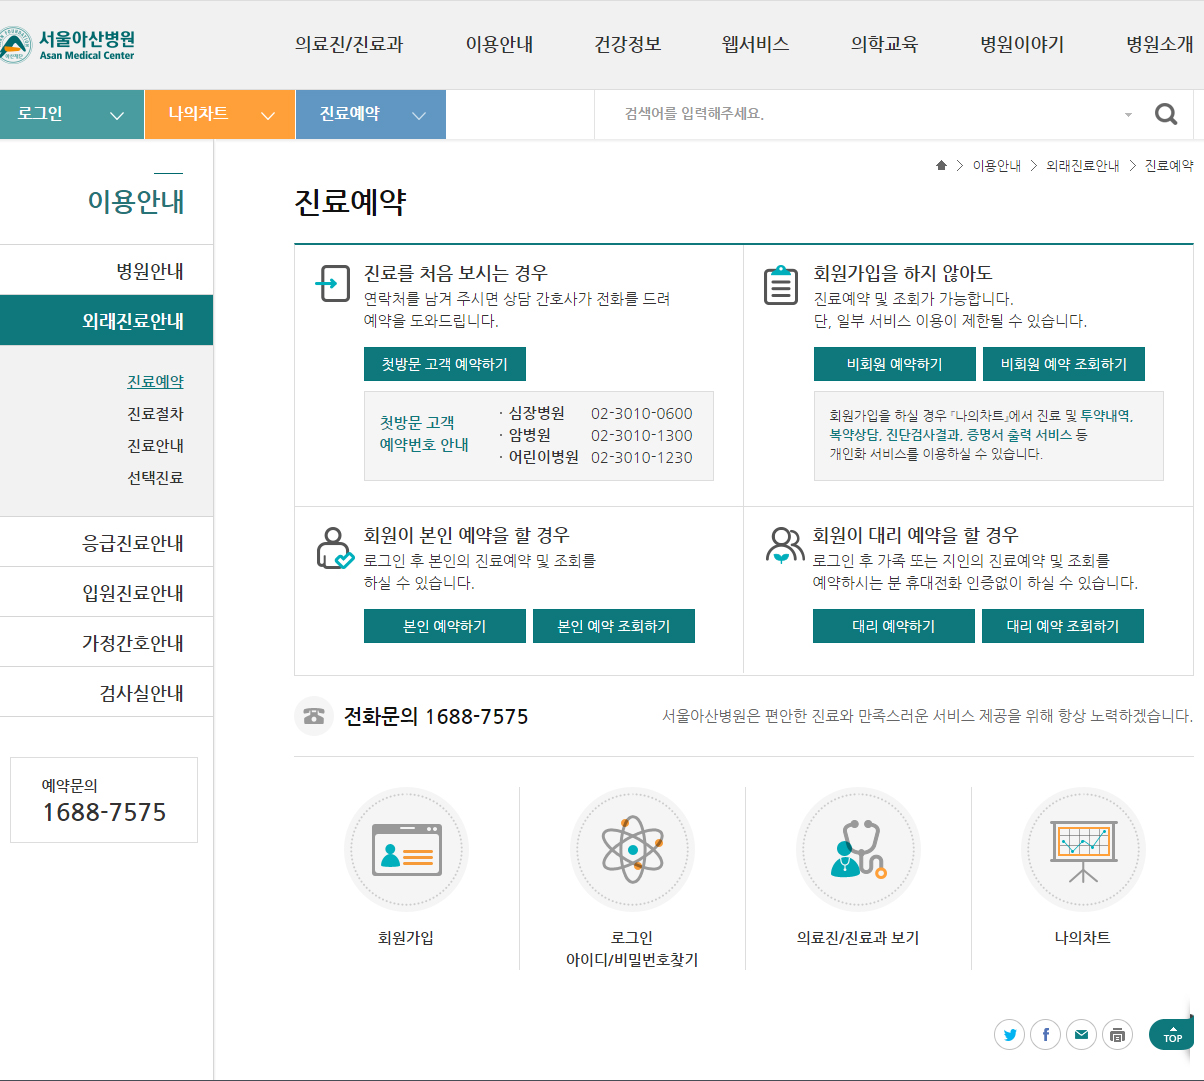 서울아산병원
Asan Medical Center
의료진/진료과
이용안내
건강정보
웹서비스
의학교육
병원이야기
병원소개
로그인
나의차트
진료예약
검색어를 입력해주세요.
이용안내
외래진료안내
진료예약
이용안내
병원안내
외래진료안내
진료예약
진료절차
진료안내
선택진료
응급진료안내
입원진료안내
가정간호안내
검사실안내
예약문의
1688-7575
진료예약
진료를 처음 보시는 경우
연락처를 남겨 주시면 상담 간호사가 전화를 드려
예약을 도와드립니다.
첫방문 고객 예약하기
첫방문 고객
예약번호 안내
· 심장병원 02-3010-0600
· 암병원 02-3010-1300
· 어린이병원 02-3010-1230
회원가입을 하지 않아도
진료예약 및 조회가 가능합니다.
단, 일부 서비스 이용이 제한될 수 있습니다.
비회원 예약하기
비회원 예약 조회하기
회원가입을 하실 경우 『나의차트』에서 진료 및 투약내역,
복약상담, 진단검사결과, 증명서 출력 서비스 등
개인화 서비스를 이용하실 수 있습니다.
회원이 본인 예약을 할 경우
로그인 후 본인의 진료예약 및 조회를
하실 수 있습니다.
본인 예약하기
본인 예약 조회하기
회원이 대리 예약을 할 경우
로그인 후 가족 또는 지인의 진료예약 및 조회를
예약하시는 분 휴대전화 인증없이 하실 수 있습니다.
대리 예약하기
대리 예약 조회하기
전화문의 1688-7575
서울아산병원은 편안한 진료와 만족스러운 서비스 제공을 위해 항상 노력하겠습니다.
회원가입
로그인
아이디/비밀번호찾기
의료진/진료과 보기
나의차트
TOP